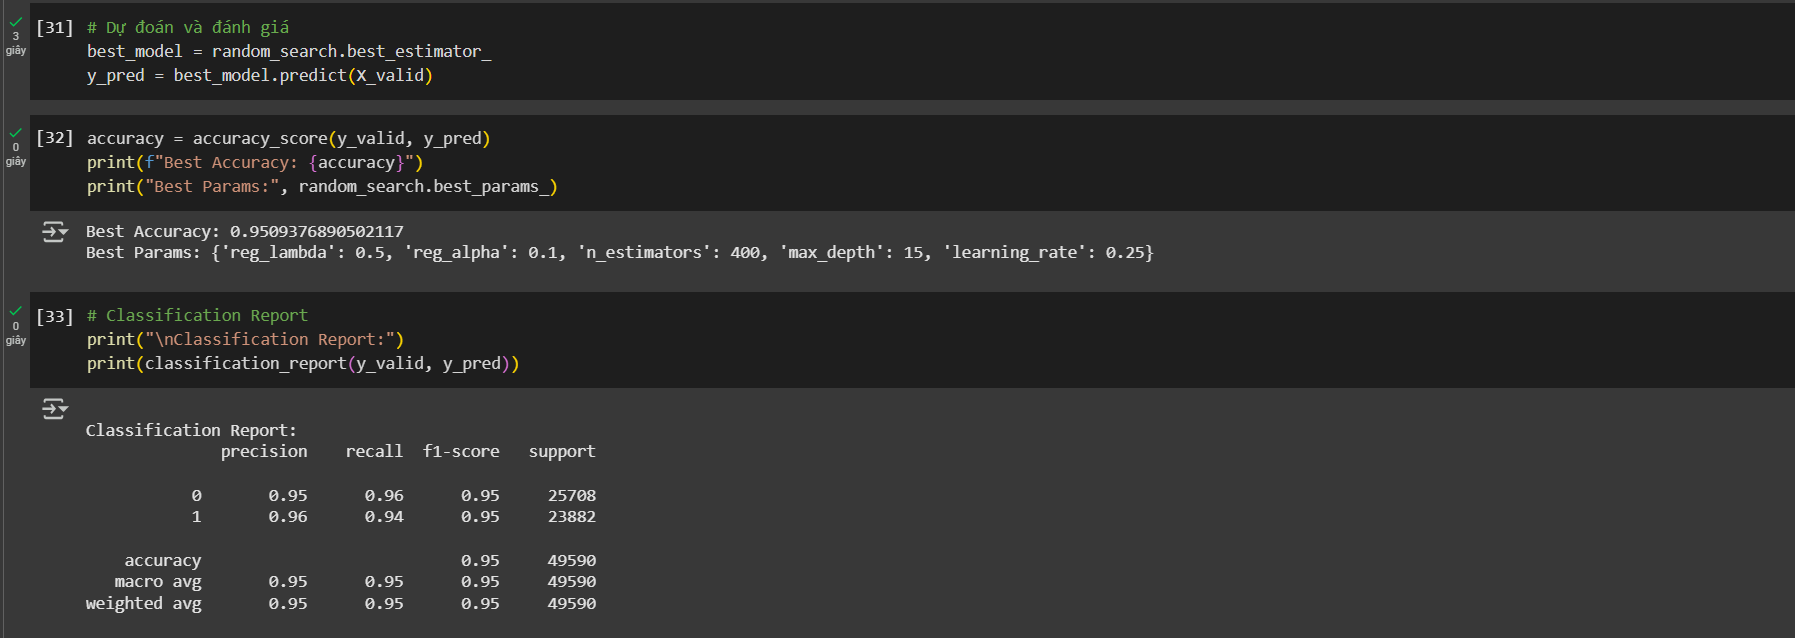 3
giây
[31] # Dự đoán và đánh giá
best_model = random_search.best_estimator_
y_pred = best_model.predict(X_valid)
0
giây
[32] accuracy = accuracy_score(y_valid, y_pred)
print(f"Best Accuracy: {accuracy}")
print("Best Params:", random_search.best_params_)
Best Accuracy: 0.9509376890502117
Best Params: {'reg_lambda': 0.5, 'reg_alpha': 0.1, 'n_estimators': 400, 'max_depth': 15, 'learning_rate': 0.25}
0
giây
[33] # Classification Report
print("\nClassification Report:")
print(classification_report(y_valid, y_pred))
Classification Report:
precision recall f1-score support
0 0.95 0.96 0.95 25708
1 0.96 0.94 0.95 23882
accuracy 0.95 49590
macro avg 0.95 0.95 0.95 49590
weighted avg 0.95 0.95 0.95 49590